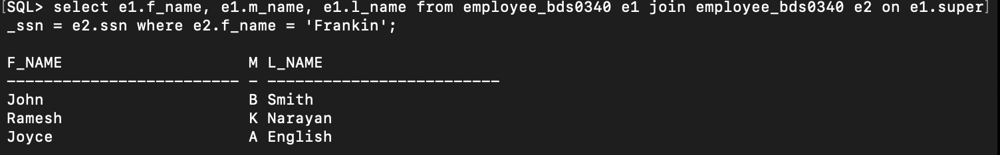 [SQL> select e1.f_name, e1.m_name, e1.l_name from employee_bds0340 e1 join employee_bds0340 e2 on e1.super]
_ssn = e2.ssn where e2.f_name = 'Frankin';
F_NAME                    M L_NAME
------------------------- - -------------------------
John                      B Smith
Ramesh                    K Narayan
Joyce                     A English